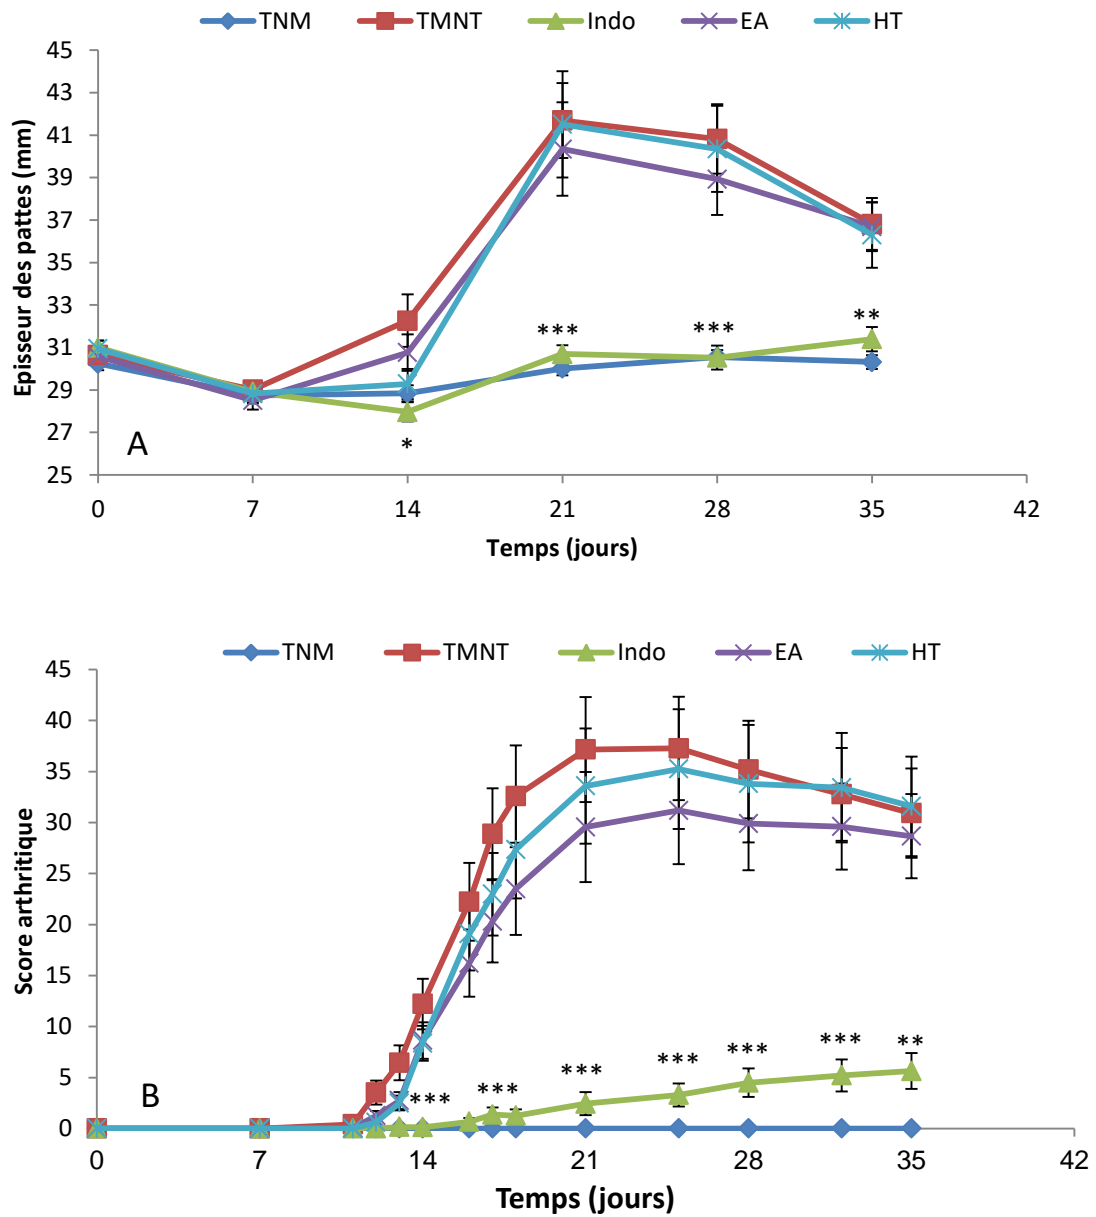 TNM TMNT Indo EA HT
45
43
41
39
37
35
33
31
29
27
25
Episseur des pattes (mm)
*** *** **
*
A
0 7 14 21 28 35 42
Temps (jours)
TNM TMNT Indo EA HT
45
40
35
30
25
20
15
10
5
0
Score arthritique
*** *** *** *** *** *** **
B
0 7 14 21 28 35 42
Temps (jours)